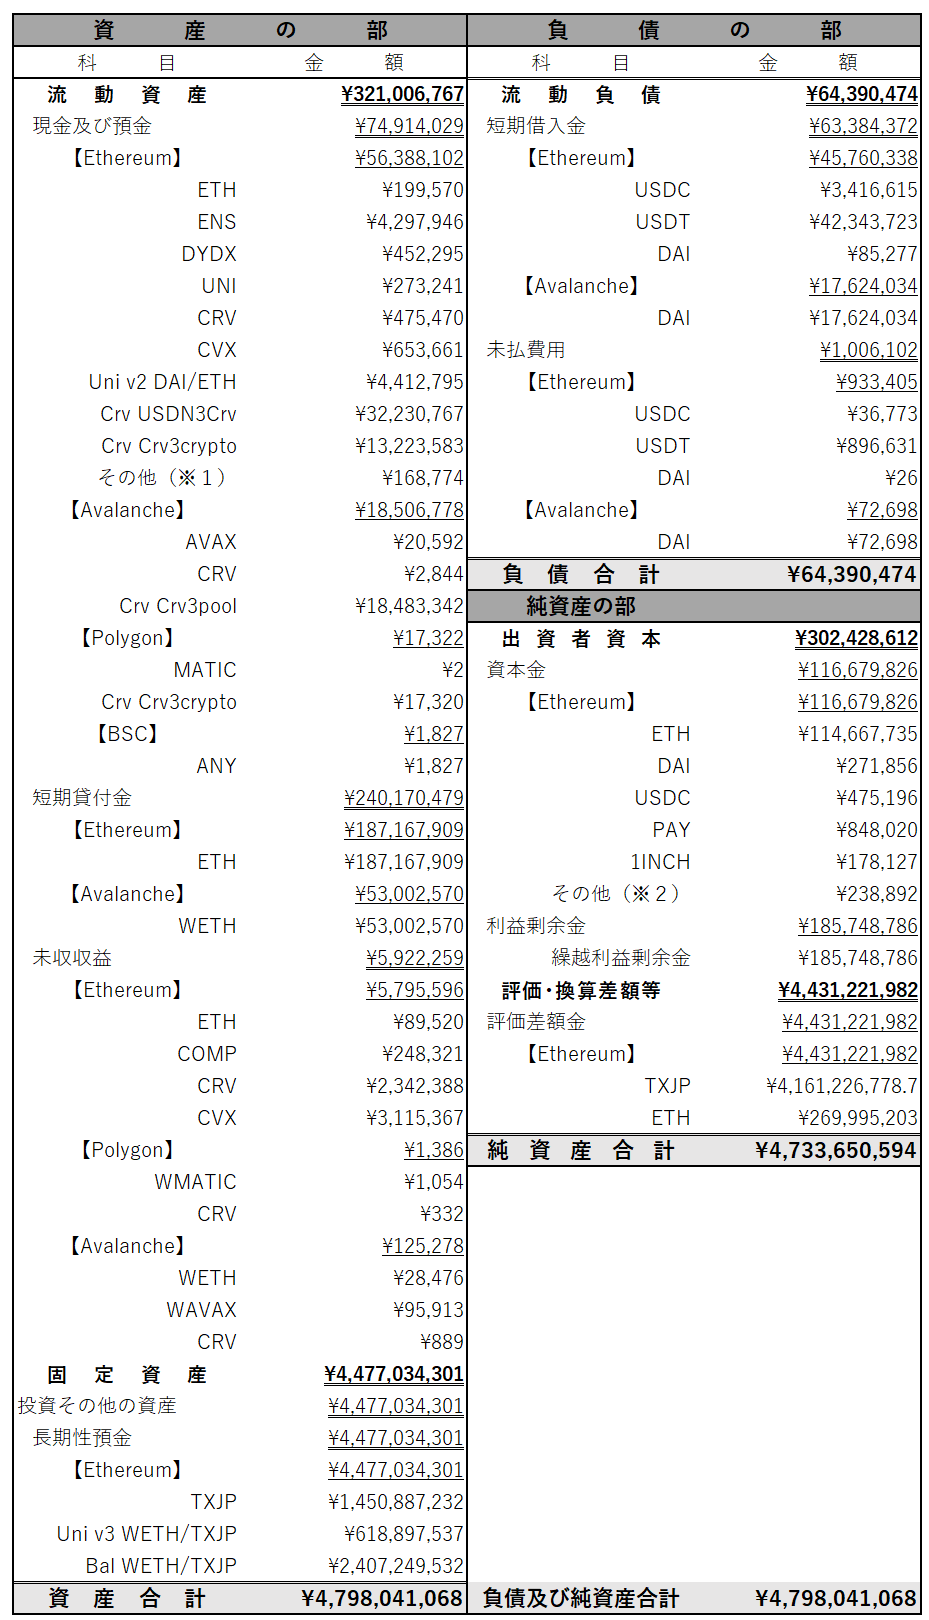 資産の部
科目 金額
流動資産 ¥321,006,767
現金及び預金 ¥74,914,029
【Ethereum】 ¥56,388,102
ETH ¥199,570
ENS ¥4,297,946
DYDX ¥452,295
UNI ¥273,241
CRV ¥475,470
CVX ¥653,661
Uni v2 DAI/ETH ¥4,412,795
Crv USDN3Crv ¥32,230,767
Crv Crv3crypto ¥13,223,583
その他（※１） ¥168,774
【Avalanche】 ¥18,506,778
AVAX ¥20,592
CRV ¥2,844
Crv Crv3pool ¥18,483,342
【Polygon】 ¥17,322
MATIC ¥2
Crv Crv3crypto ¥17,320
【BSC】 ¥1,827
ANY ¥1,827
短期貸付金 ¥240,170,479
【Ethereum】 ¥187,167,909
ETH ¥187,167,909
【Avalanche】 ¥53,002,570
WETH ¥53,002,570
未収収益 ¥5,922,259
【Ethereum】 ¥5,795,596
ETH ¥89,520
COMP ¥248,321
CRV ¥2,342,388
CVX ¥3,115,367
【Polygon】 ¥1,386
WMATIC ¥1,054
CRV ¥332
【Avalanche】 ¥125,278
WETH ¥28,476
WAVAX ¥95,913
CRV ¥889
固定資産 ¥4,477,034,301
投資その他の資産 ¥4,477,034,301
長期性預金 ¥4,477,034,301
【Ethereum】 ¥4,477,034,301
TXJP ¥1,450,887,232
Uni v3 WETH/TXJP ¥618,897,537
Bal WETH/TXJP ¥2,407,249,532
資産合計 ¥4,798,041,068
負債の部
科目 金額
流動負債 ¥64,390,474
短期借入金 ¥63,384,372
【Ethereum】 ¥45,760,338
USDC ¥3,416,615
USDT ¥42,343,723
DAI ¥85,277
【Avalanche】 ¥17,624,034
DAI ¥17,624,034
未払費用 ¥1,006,102
【Ethereum】 ¥933,405
USDC ¥36,773
USDT ¥896,631
DAI ¥26
【Avalanche】 ¥72,698
DAI ¥72,698
負債合計 ¥64,390,474
純資産の部
出資者資本 ¥302,428,612
資本金 ¥116,679,826
【Ethereum】 ¥116,679,826
ETH ¥114,667,735
DAI ¥271,856
USDC ¥475,196
PAY ¥848,020
1INCH ¥178,127
その他（※２） ¥238,892
利益剰余金 ¥185,748,786
繰越利益剰余金 ¥185,748,786
評価・換算差額等 ¥4,431,221,982
評価差額金 ¥4,431,221,982
【Ethereum】 ¥4,431,221,982
TXJP ¥4,161,226,778.7
ETH ¥269,995,203
純資産合計 ¥4,733,650,594
負債及び純資産合計 ¥4,798,041,068